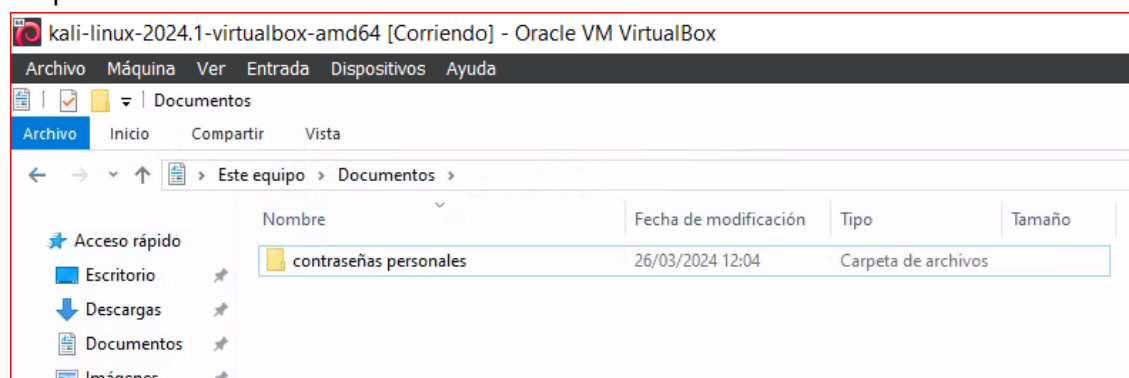 kali-linux-2024.1-virtualbox-amd64 [Corriendo] - Oracle VM VirtualBox
Archivo Máquina Ver Entrada Dispositivos Ayuda
Documentos
Archivo Inicio Compartir Vista
Este equipo > Documentos >
Nombre Fecha de modificación Tipo Tamaño
Acceso rápido
contraseñas personales 26/03/2024 12:04 Carpeta de archivos
Escritorio
Descargas
Documentos
Imágenes